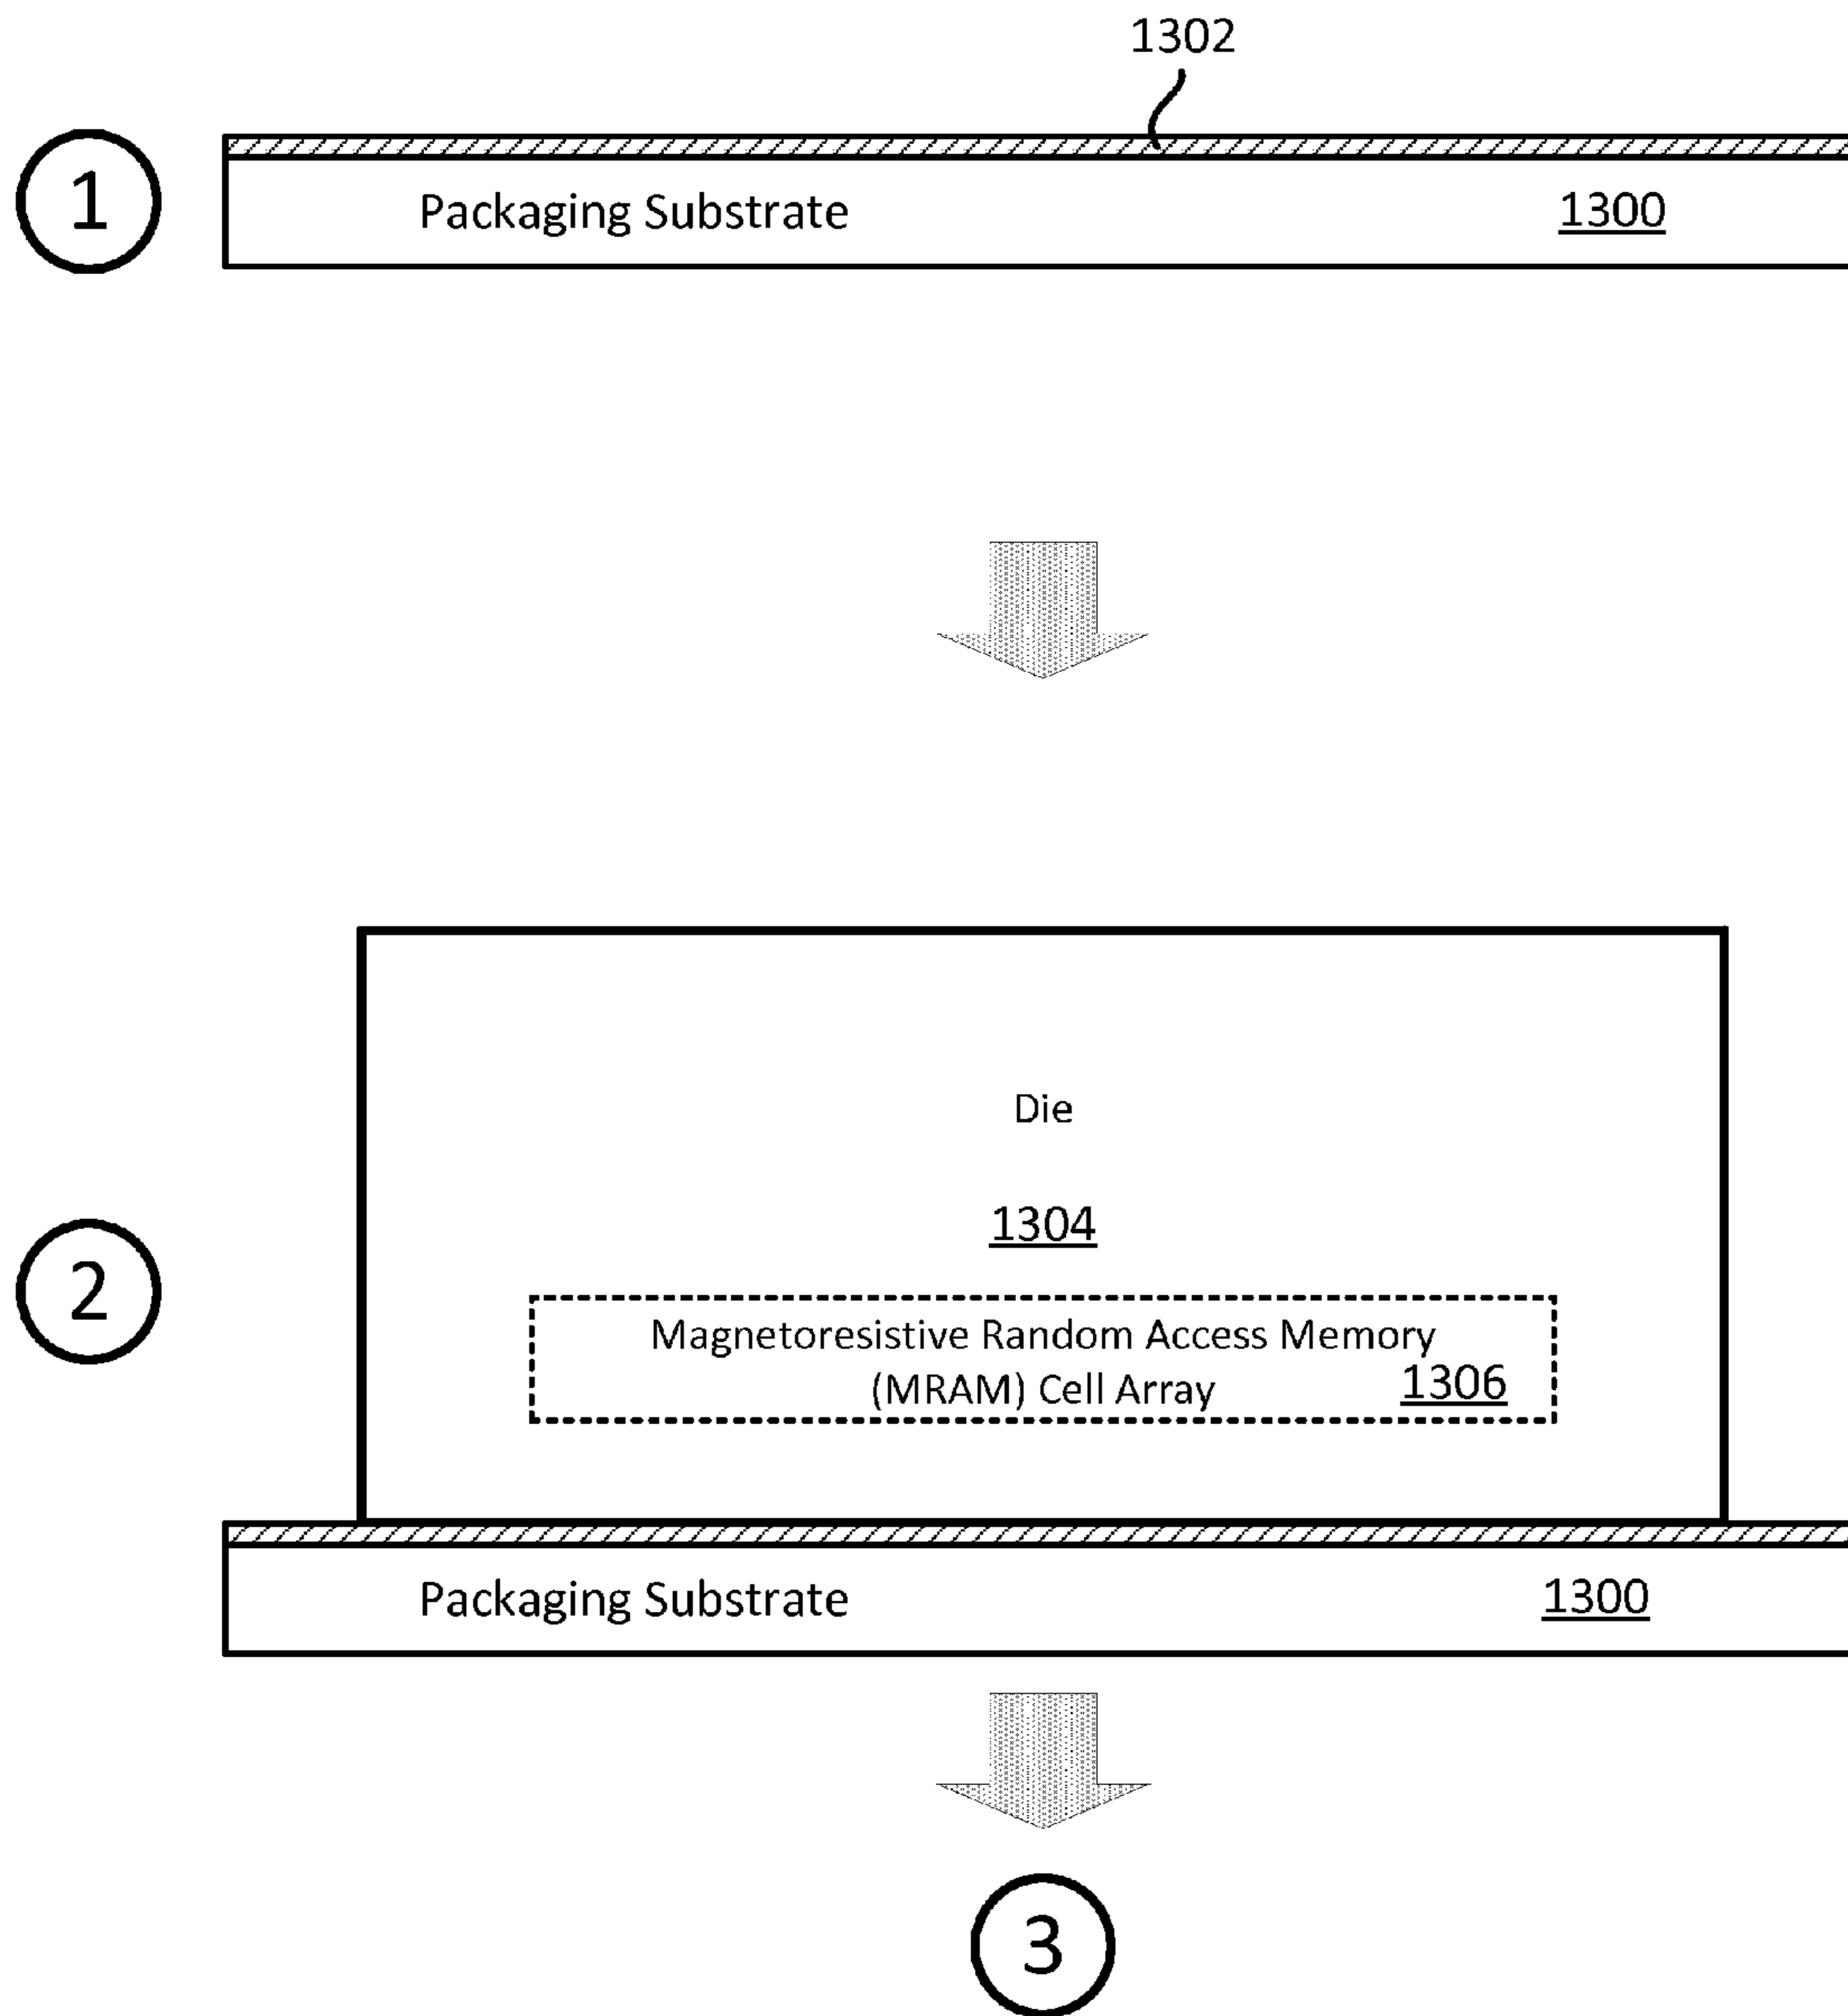 1302
1
Packaging Substrate 1300
Die
1304
2
Magnetoresistive Random Access Memory
(MRAM) Cell Array 1306
Packaging Substrate 1300
3